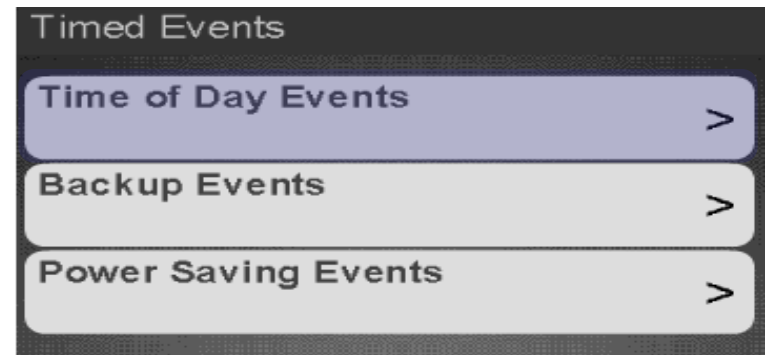 Timed Events
Time of Day Events
>
Backup Events
>
Power Saving Events
>